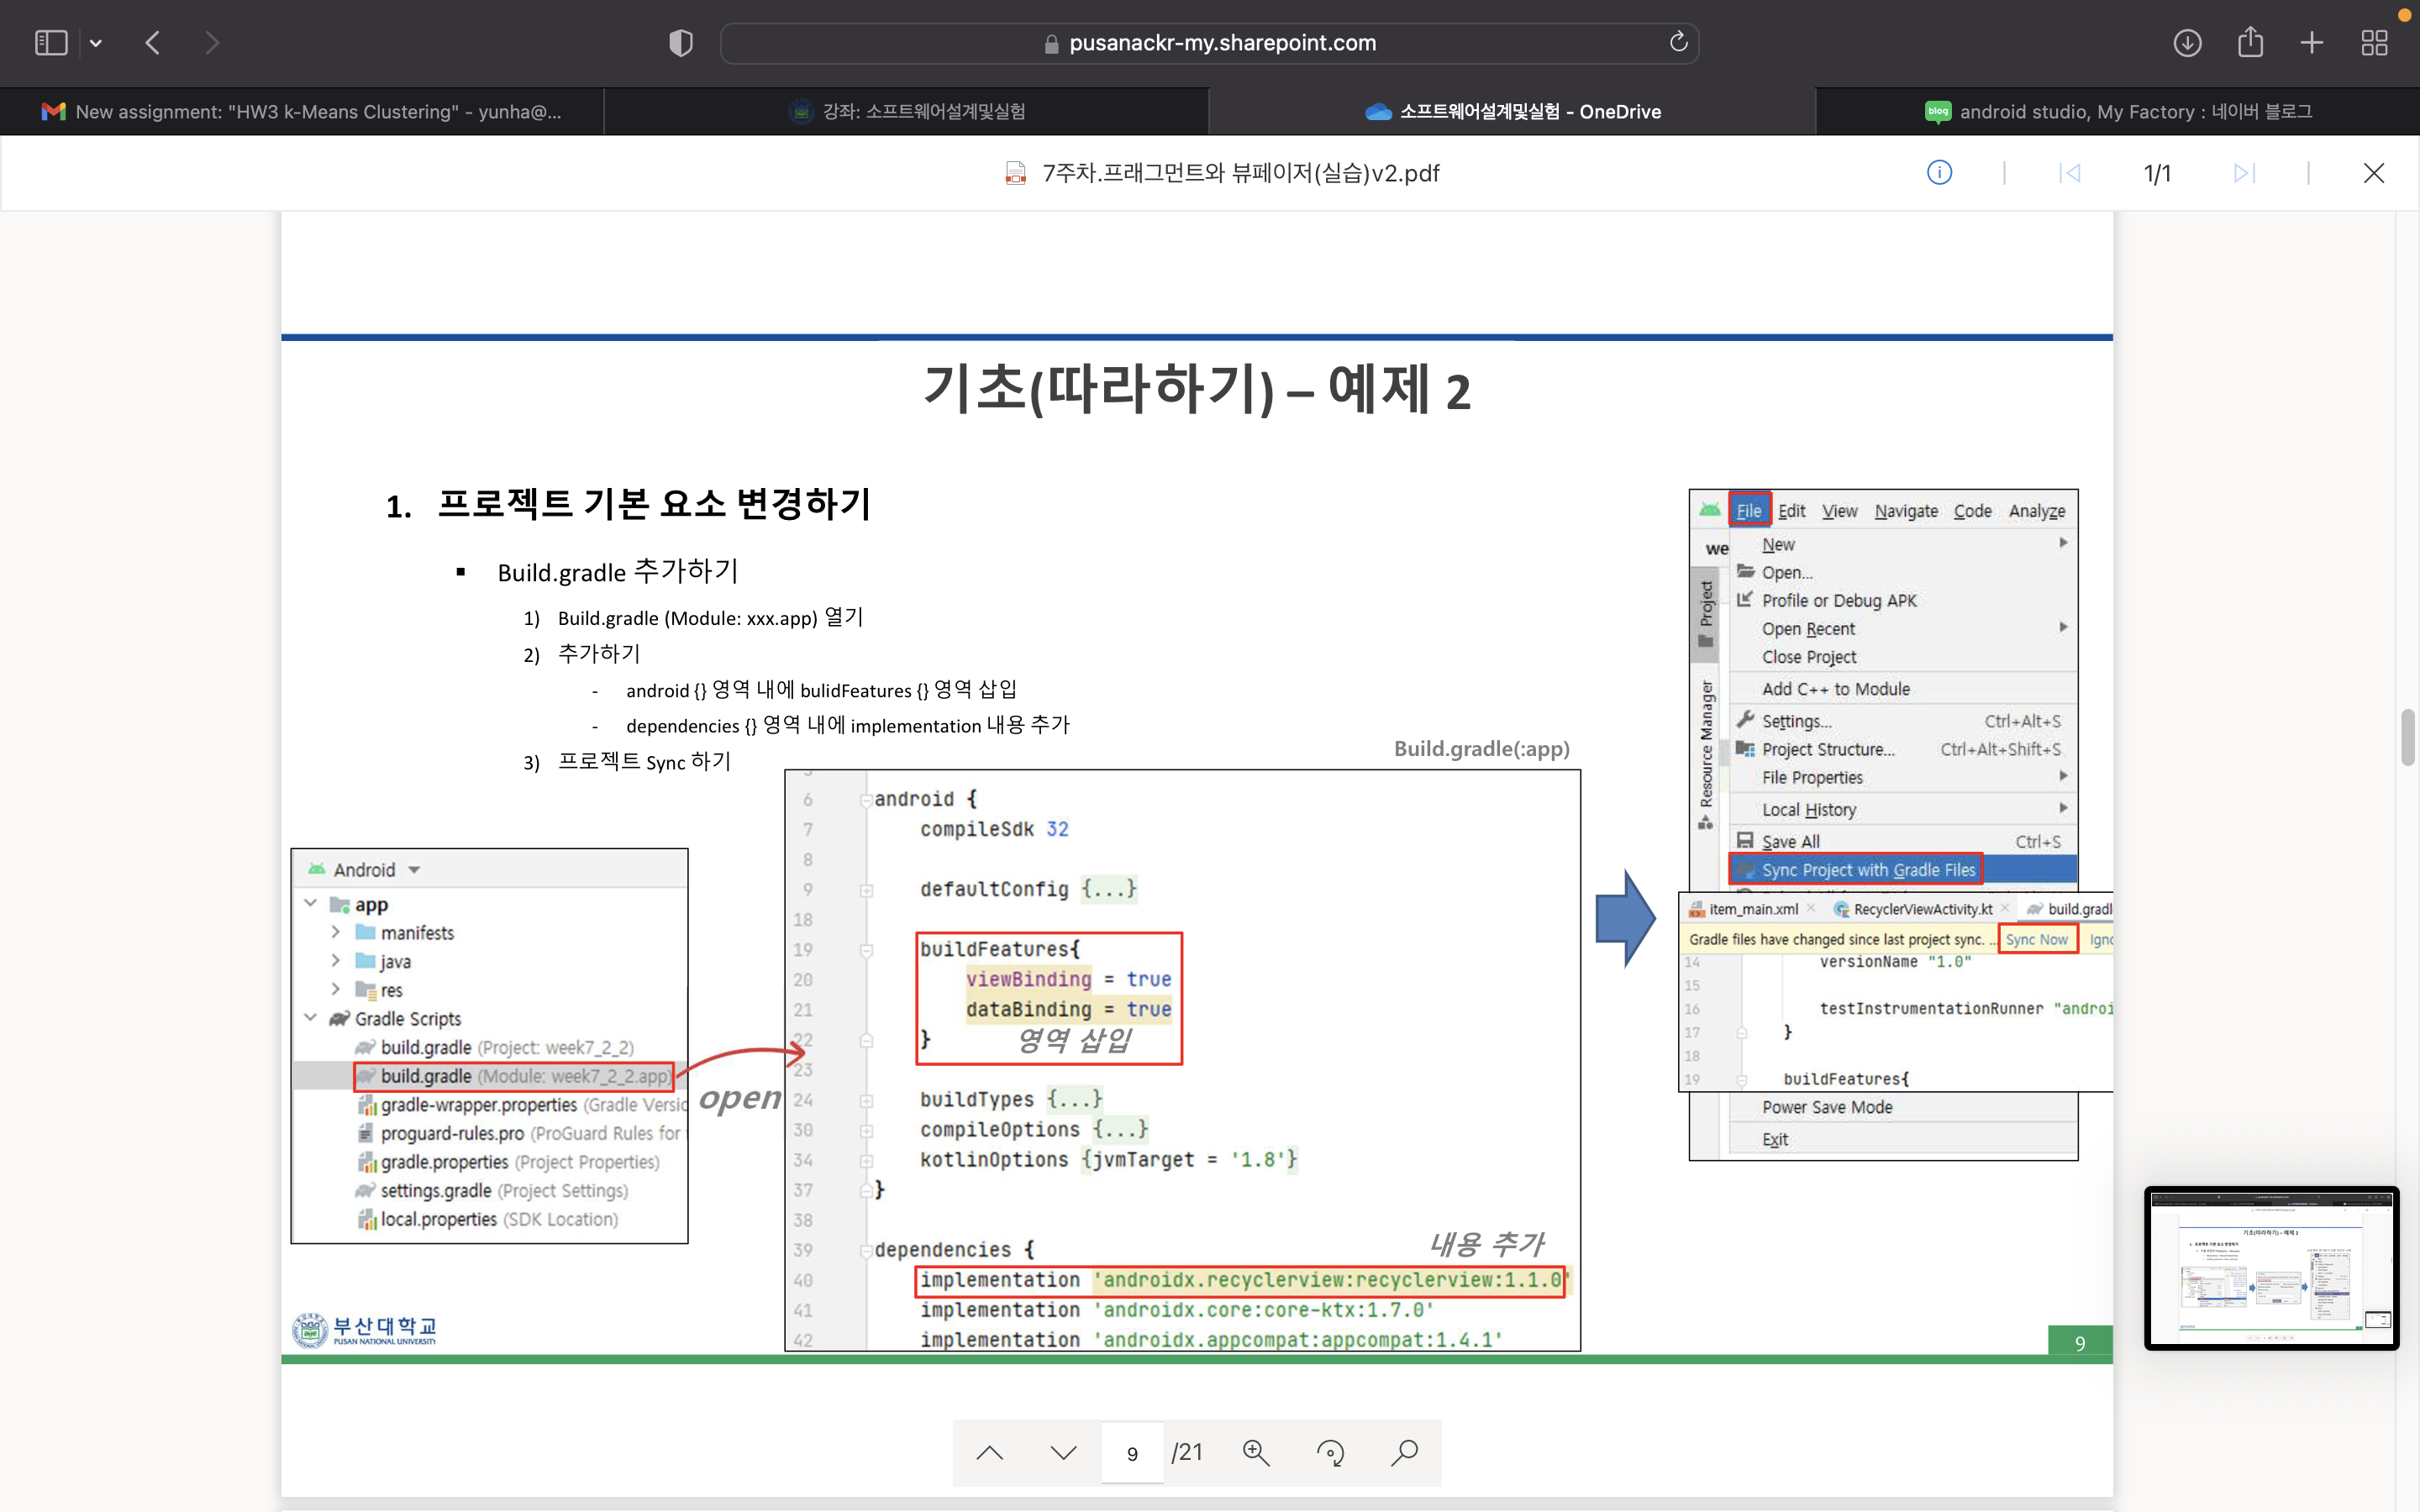 pusanackr-my.sharepoint.com
New assignment: "HW3 k-Means Clustering" - yunha@...
강좌: 소프트웨어설계및실험
소프트웨어설계및실험 - OneDrive
blog
android studio, My Factory : 네이버 블로그
7주차.프래그먼트와 뷰페이저(실습)v2.pdf
1/1
기초(따라하기) – 예제 2
1. 프로젝트 기본 요소 변경하기
▪ Build.gradle 추가하기
1) Build.gradle (Module: xxx.app) 열기
2) 추가하기
- android {} 영역 내에 bulidFeatures {} 영역 삽입
- dependencies {} 영역 내에 implementation 내용 추가
3) 프로젝트 Sync 하기
Android
app
manifests
java
res
Gradle Scripts
build.gradle (Project: week7_2_2)
build.gradle (Module: week7_2_2.app)
gradle-wrapper.properties (Gradle Versio
proguard-rules.pro (ProGuard Rules for
gradle.properties (Project Properties)
settings.gradle (Project Settings)
local.properties (SDK Location)
open
Build.gradle(:app)
6 android {
7 compileSdk 32
8
9 defaultConfig {...}
18
19 buildFeatures{
20 viewBinding = true
21 dataBinding = true
22 } 영역 삽입
23
24 buildTypes {...}
30 compileOptions {...}
34 kotlinOptions {jvmTarget = '1.8'}
37 }
38
39 dependencies {
내용 추가
40 implementation 'androidx.recyclerview:recyclerview:1.1.0'
41 implementation 'androidx.core:core-ktx:1.7.0'
42 implementation 'androidx.appcompat:appcompat:1.4.1'
File Edit View Navigate Code Analyze
we
Project
Resource Manager
New
Open...
Profile or Debug APK
Open Recent
Close Project
Add C++ to Module
Settings... Ctrl+Alt+S
Project Structure... Ctrl+Alt+Shift+S
File Properties
Local History
Save All Ctrl+S
Sync Project with Gradle Files
item_main.xml RecyclerViewActivity.kt build.gradl
Gradle files have changed since last project sync. ... Sync Now Igno
14 versionName "1.0"
15
16 testInstrumentationRunner "androi
17 }
18
19 buildFeatures{
Power Save Mode
Exit
부산대학교
PUSAN NATIONAL UNIVERSITY
9
9 /21
기초(따라하기) – 예제 2